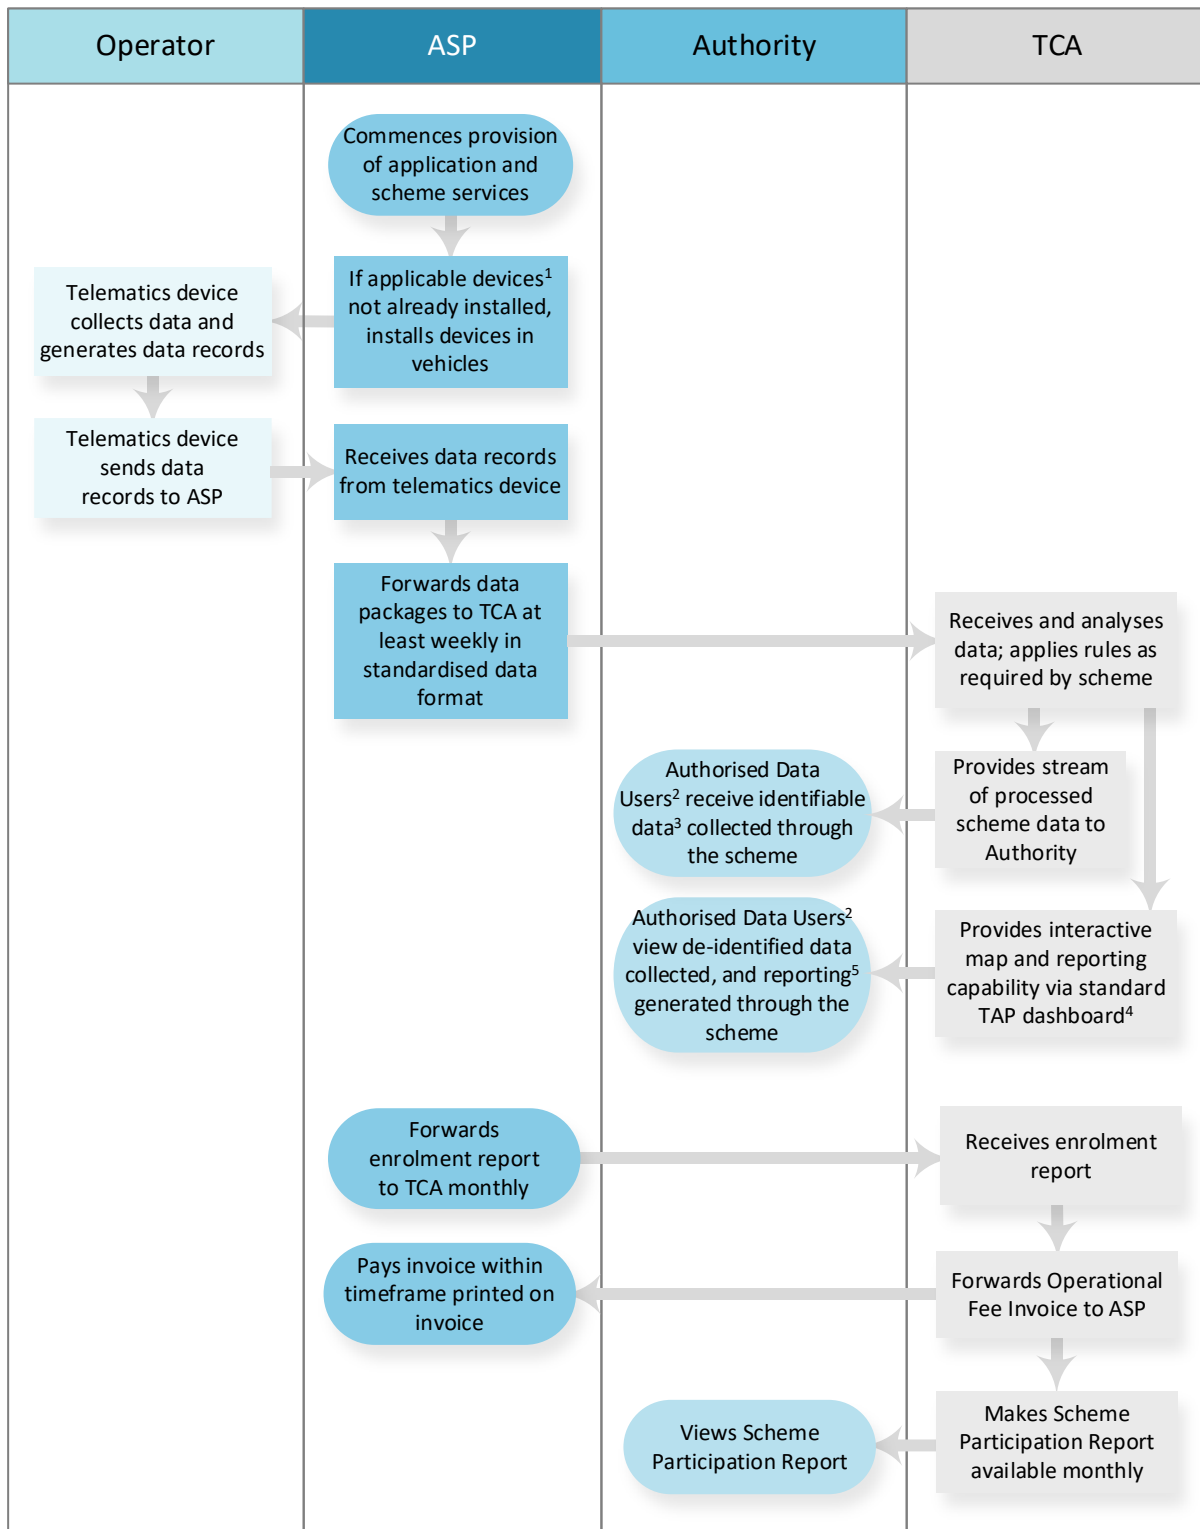 Operator
ASP
Authority
TCA
Commences provision
of application and
scheme services
If applicable devices¹
not already installed,
installs devices in
vehicles
Telematics device
collects data and
generates data records
Telematics device
sends data
records to ASP
Receives data records
from telematics device
Forwards data
packages to TCA at
least weekly in
standardised data
format
Receives and analyses
data; applies rules as
required by scheme
Provides stream
of processed
scheme data to
Authority
Authorised Data
Users² receive identifiable
data³ collected through
the scheme
Provides interactive
map and reporting
capability via standard
TAP dashboard⁴
Authorised Data Users²
view de-identified data
collected, and reporting⁵
generated through the
scheme
Forwards
enrolment report
to TCA monthly
Receives enrolment
report
Forwards Operational
Fee Invoice to ASP
Pays invoice within
timeframe printed on
invoice
Makes Scheme
Participation Report
available monthly
Views Scheme
Participation Report